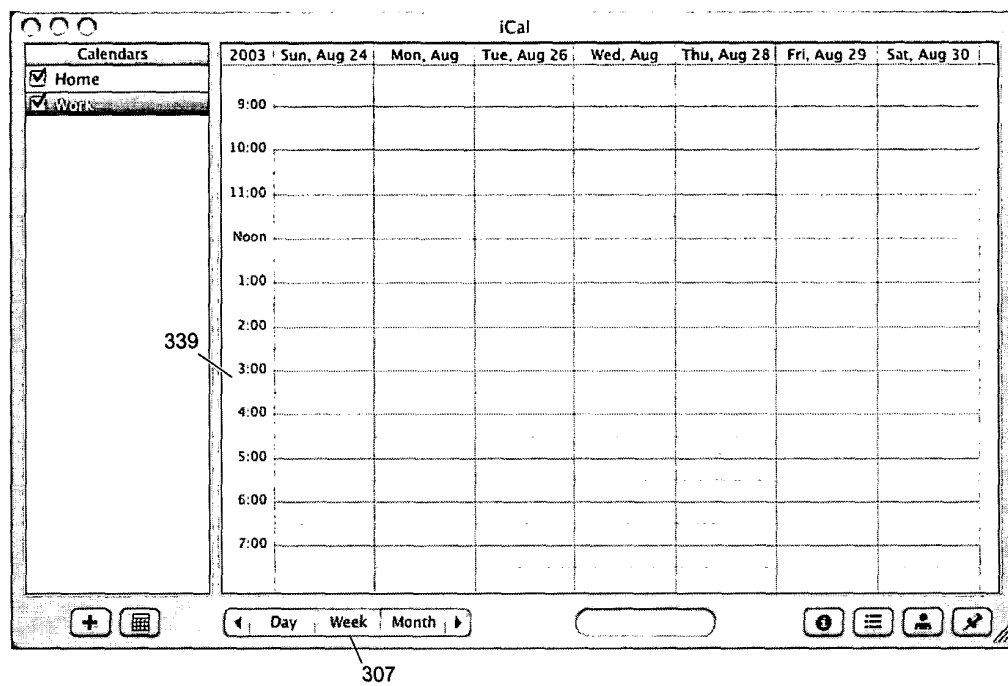 iCal
Calendars
Home
Work
2003 Sun, Aug 24 Mon, Aug Tue, Aug 26 Wed, Aug Thu, Aug 28 Fri, Aug 29 Sat, Aug 30
9:00
10:00
11:00
Noon
1:00
2:00
339
3:00
4:00
5:00
6:00
7:00
Day Week Month
307